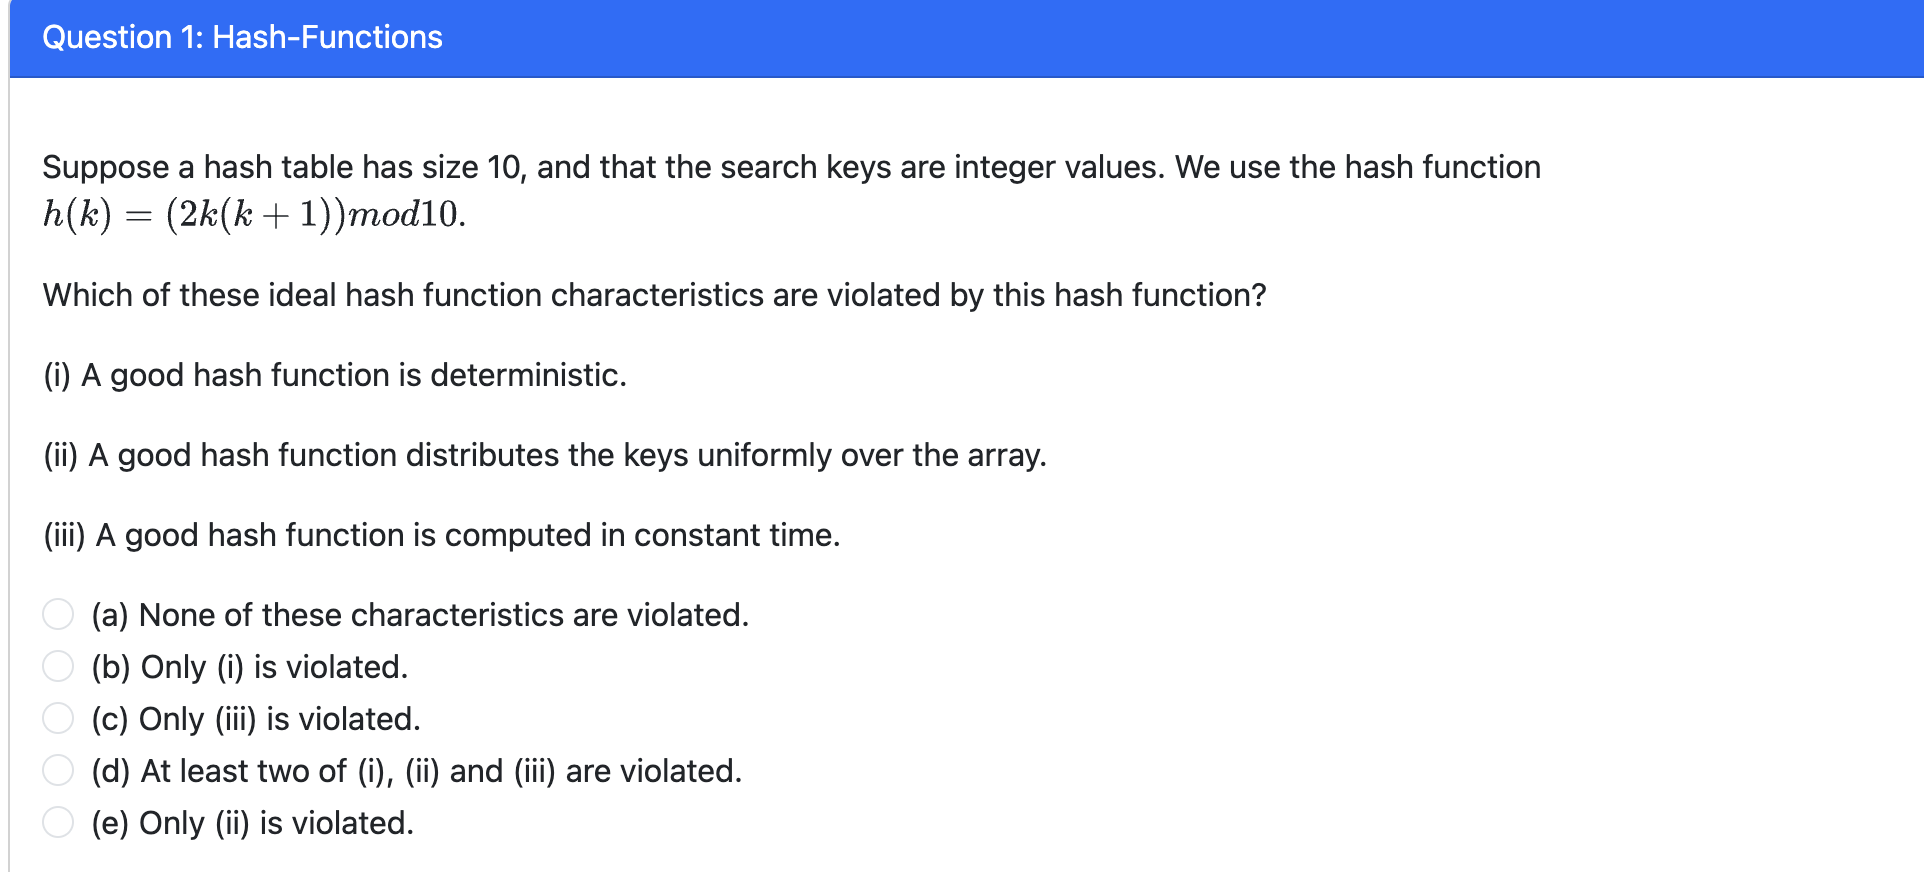 Question 1: Hash-Functions
Suppose a hash table has size 10, and that the search keys are integer values. We use the hash function
h(k) = (2k(k + 1))mod10.
Which of these ideal hash function characteristics are violated by this hash function?
(i) A good hash function is deterministic.
(ii) A good hash function distributes the keys uniformly over the array.
(iii) A good hash function is computed in constant time.
(a) None of these characteristics are violated.
(b) Only (i) is violated.
(c) Only (iii) is violated.
(d) At least two of (i), (ii) and (iii) are violated.
(e) Only (ii) is violated.